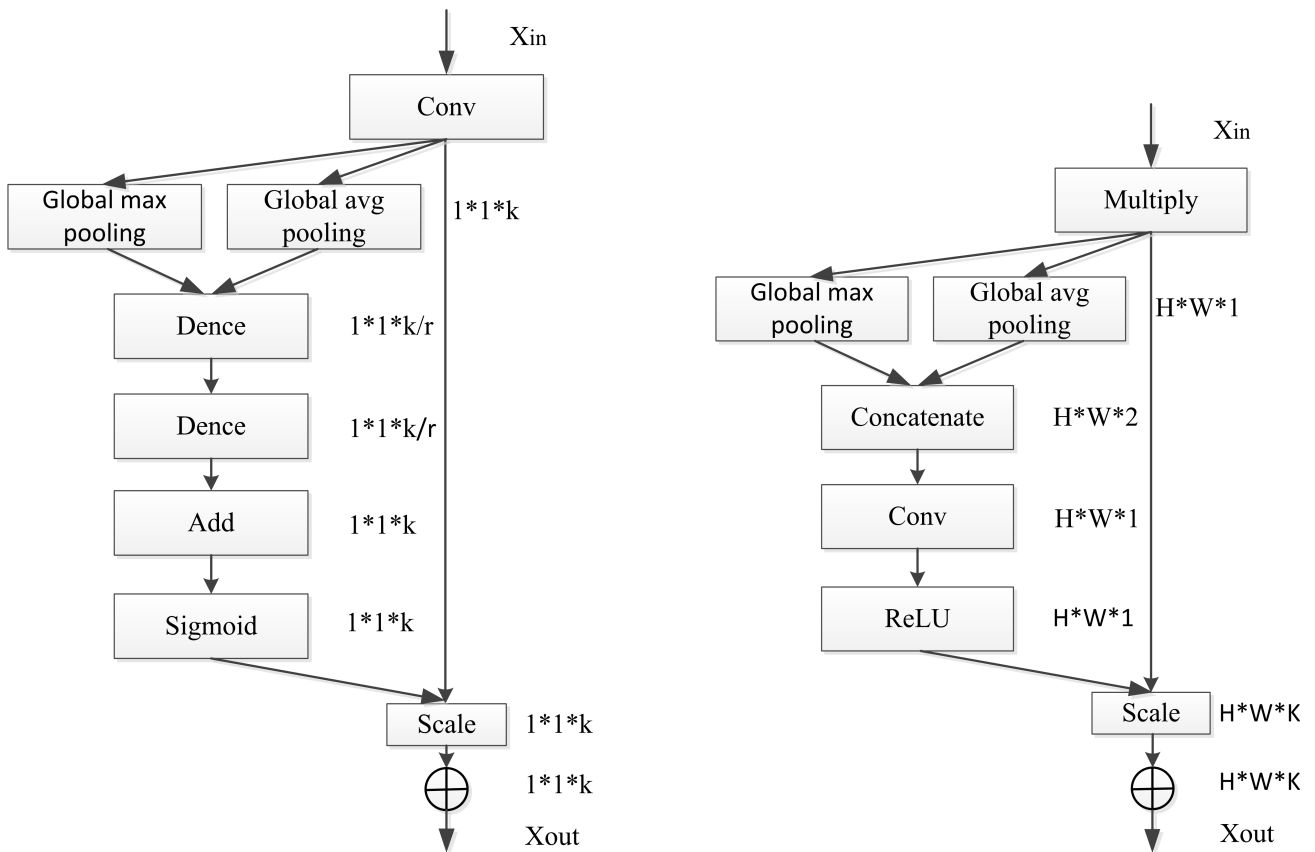 Xin
Conv
Global max
pooling
Global avg
pooling
1*1*k
Dence
1*1*k/r
Dence
1*1*k/r
Add
1*1*k
Sigmoid
1*1*k
Scale
1*1*k
1*1*k
Xout
Xin
Multiply
Global max
pooling
Global avg
pooling
H*W*1
Concatenate
H*W*2
Conv
H*W*1
ReLU
H*W*1
Scale
H*W*K
H*W*K
Xout